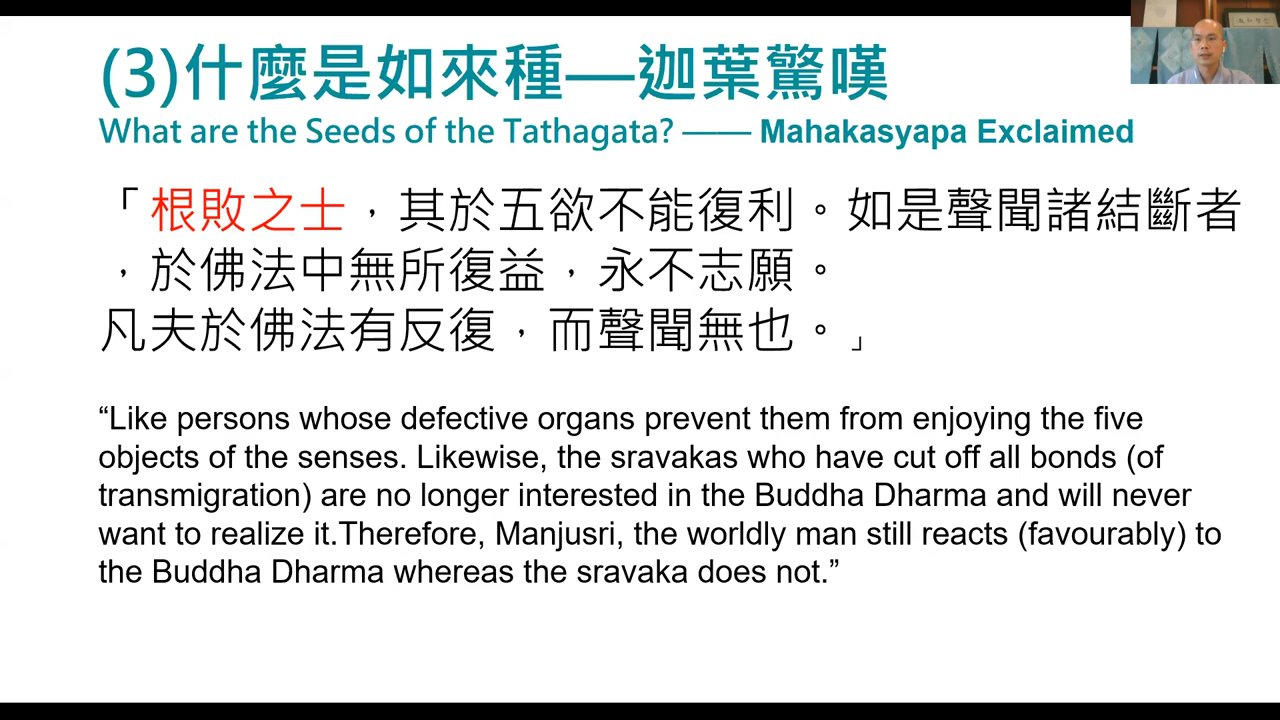 (3)什麼是如來種—迦葉驚嘆
What are the Seeds of the Tathagata? —— Mahakasyapa Exclaimed
「根敗之士，其於五欲不能復利。如是聲聞諸結斷者
，於佛法中無所復益，永不志願。
凡夫於佛法有反復，而聲聞無也。」
“Like persons whose defective organs prevent them from enjoying the five
objects of the senses. Likewise, the sravakas who have cut off all bonds (of
transmigration) are no longer interested in the Buddha Dharma and will never
want to realize it.Therefore, Manjusri, the worldly man still reacts (favourably) to
the Buddha Dharma whereas the sravaka does not.”